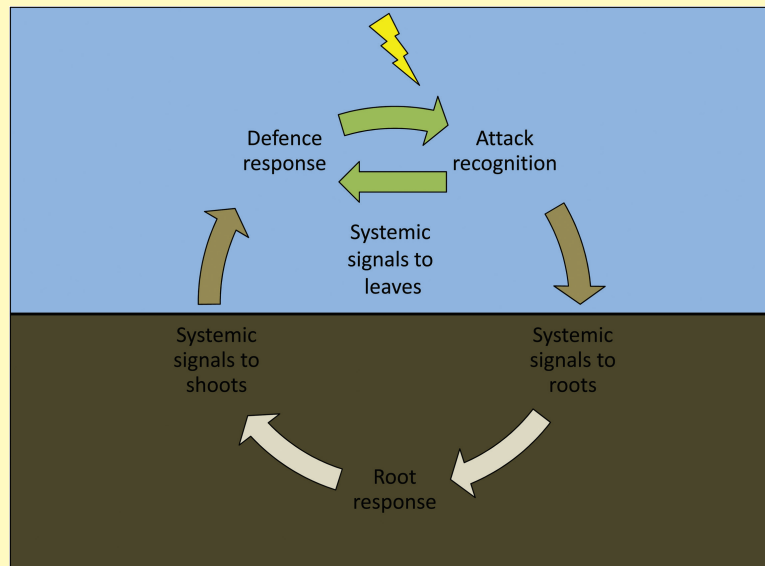 Defence
response
Attack
recognition
Systemic
signals to
leaves
Systemic
signals to
shoots
Systemic
signals to
roots
Root
response